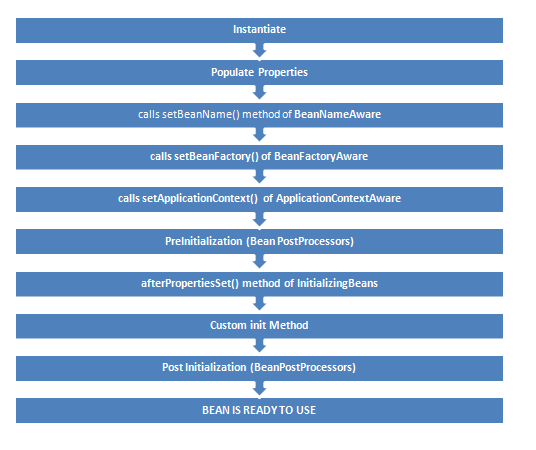 Instantiate
Populate Properties
calls setBeanName() method of BeanNameAware
calls setBeanFactory() of BeanFactoryAware
calls setApplicationContext() of ApplicationContextAware
PreInitialization (Bean PostProcessors)
afterPropertiesSet() method of InitializingBeans
Custom init Method
Post Initialization (BeanPostProcessors)
BEAN IS READY TO USE